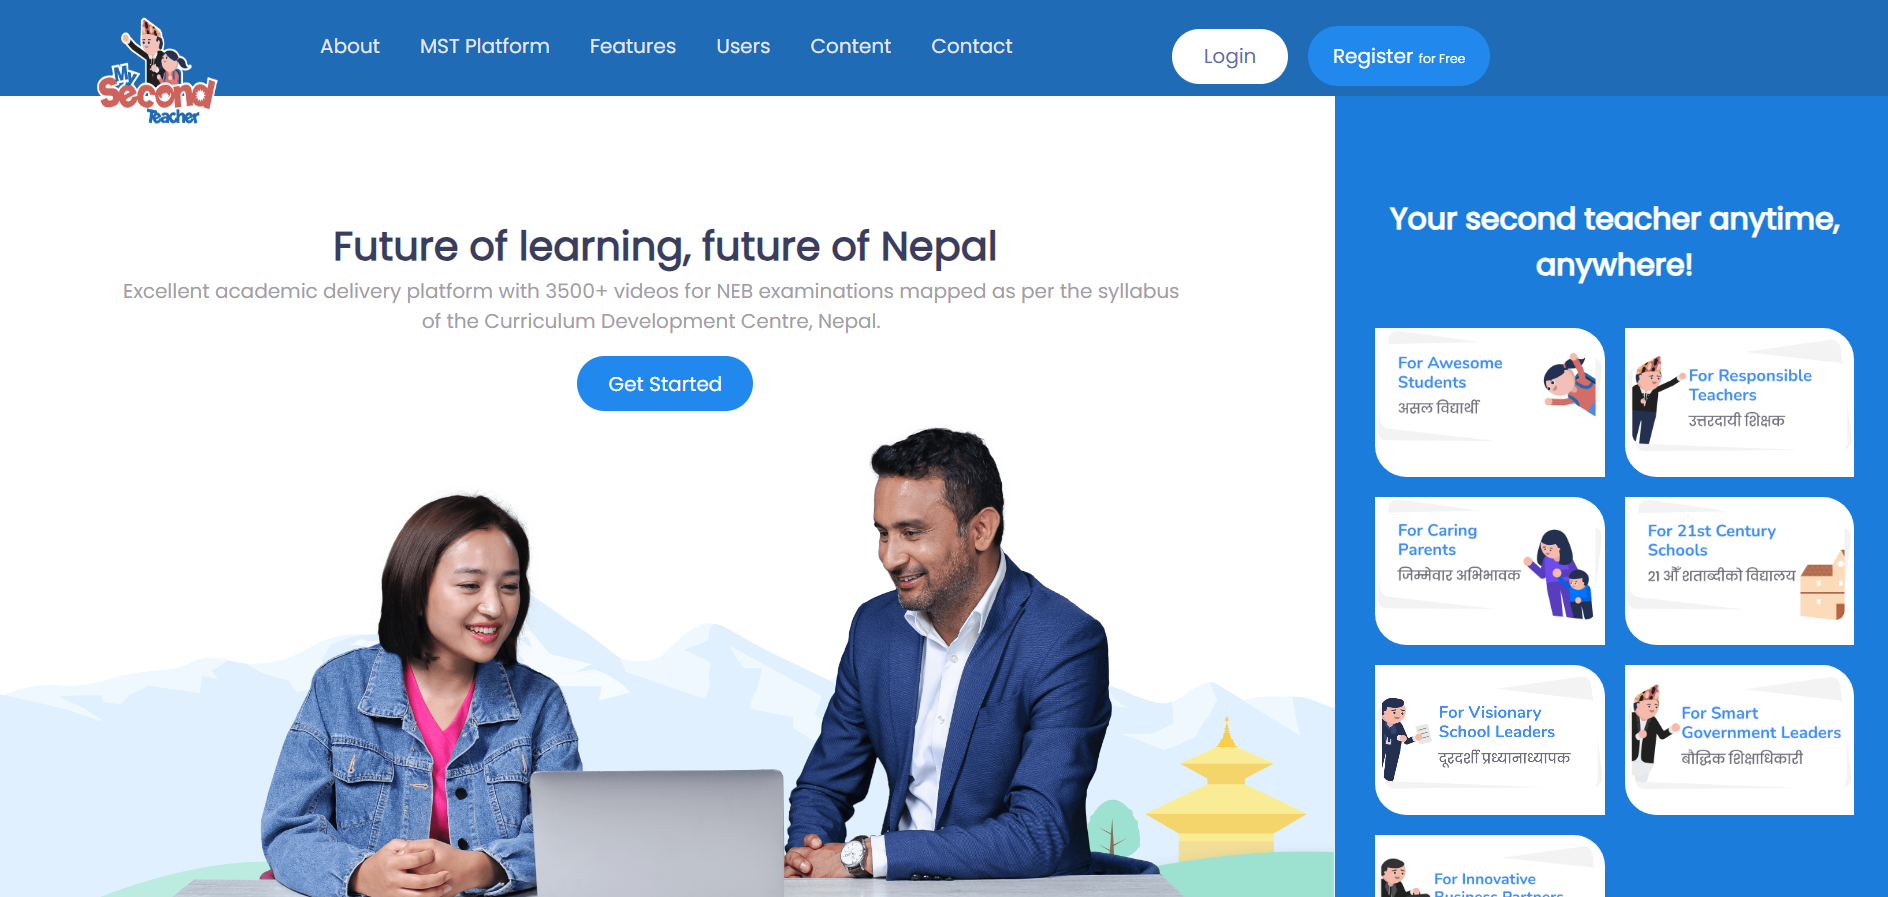 My
Second
Teacher
About
MST Platform
Features
Users
Content
Contact
Login
Register for Free
Future of learning, future of Nepal
Excellent academic delivery platform with 3500+ videos for NEB examinations mapped as per the syllabus
of the Curriculum Development Centre, Nepal.
Get Started
Your second teacher anytime,
anywhere!
For Awesome
Students
असल विद्यार्थी
For Responsible
Teachers
उत्तरदायी शिक्षक
For Caring
Parents
जिम्मेवार अभिभावक
For 21st Century
Schools
21 औँ शताब्दीको विद्यालय
For Visionary
School Leaders
दूरदर्शी प्रध्यानाध्यापक
For Smart
Government Leaders
बौद्धिक शिक्षाधिकारी
For Innovative
Business Partners